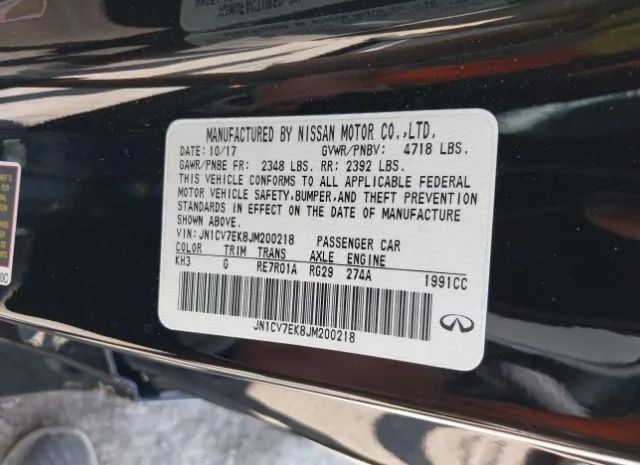 MANUFACTURED BY NISSAN MOTOR CO.,LTD.
DATE: 10/17 GVWR/PNBV: 4718 LBS.
GAWR/PNBE FR: 2348 LBS. RR: 2392 LBS.
THIS VEHICLE CONFORMS TO ALL APPLICABLE FEDERAL
MOTOR VEHICLE SAFETY,BUMPER,AND THEFT PREVENTION
STANDARDS IN EFFECT ON THE DATE OF MANUFACTURE
SHOWN ABOVE.
VIN: JN1CV7EK8JM200218 PASSENGER CAR
COLOR TRIM TRANS AXLE ENGINE
KH3 G RE7R01A RG29 274A 1991CC
JN1CV7EK8JM200218